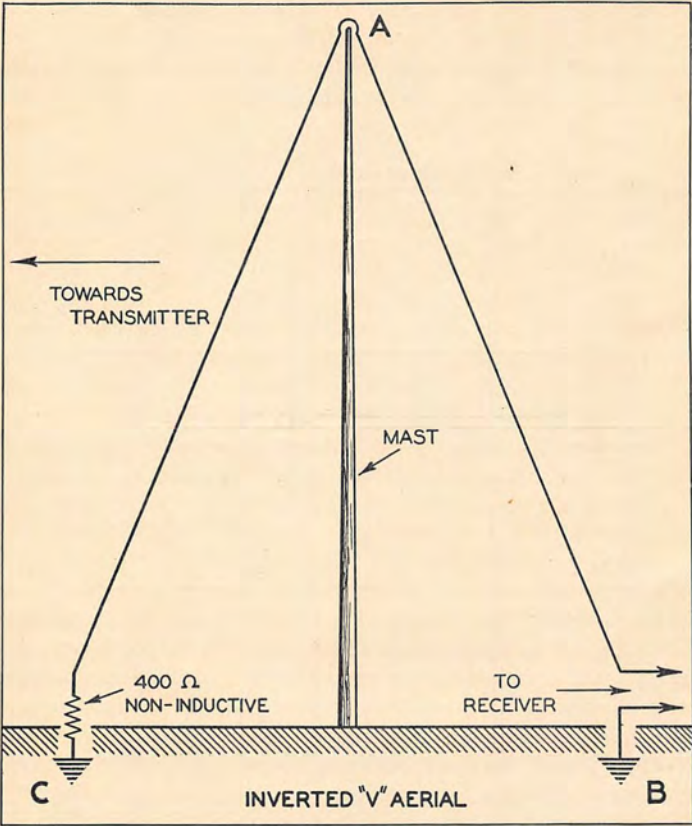 A
TOWARDS
TRANSMITTER
MAST
400 Ω
NON-INDUCTIVE
TO
RECEIVER
C
B
INVERTED "V" AERIAL